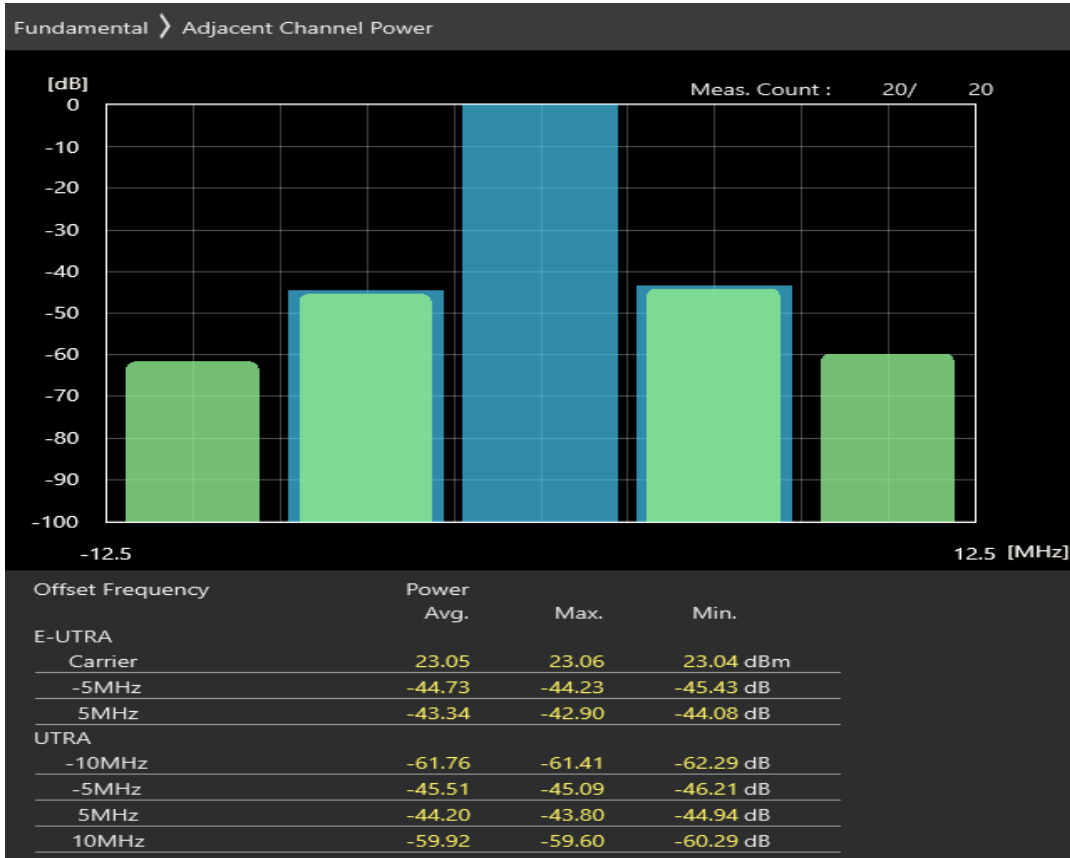 Fundamental 〉 Adjacent Channel Power
[dB]
Meas. Count : 20/ 20
0
-10
-20
-30
-40
-50
-60
-70
-80
-90
-100
-12.5 12.5 [MHz]
Offset Frequency Power
Avg. Max. Min.
E-UTRA
Carrier 23.05 23.06 23.04 dBm
-5MHz -44.73 -44.23 -45.43 dB
5MHz -43.34 -42.90 -44.08 dB
UTRA
-10MHz -61.76 -61.41 -62.29 dB
-5MHz -45.51 -45.09 -46.21 dB
5MHz -44.20 -43.80 -44.94 dB
10MHz -59.92 -59.60 -60.29 dB